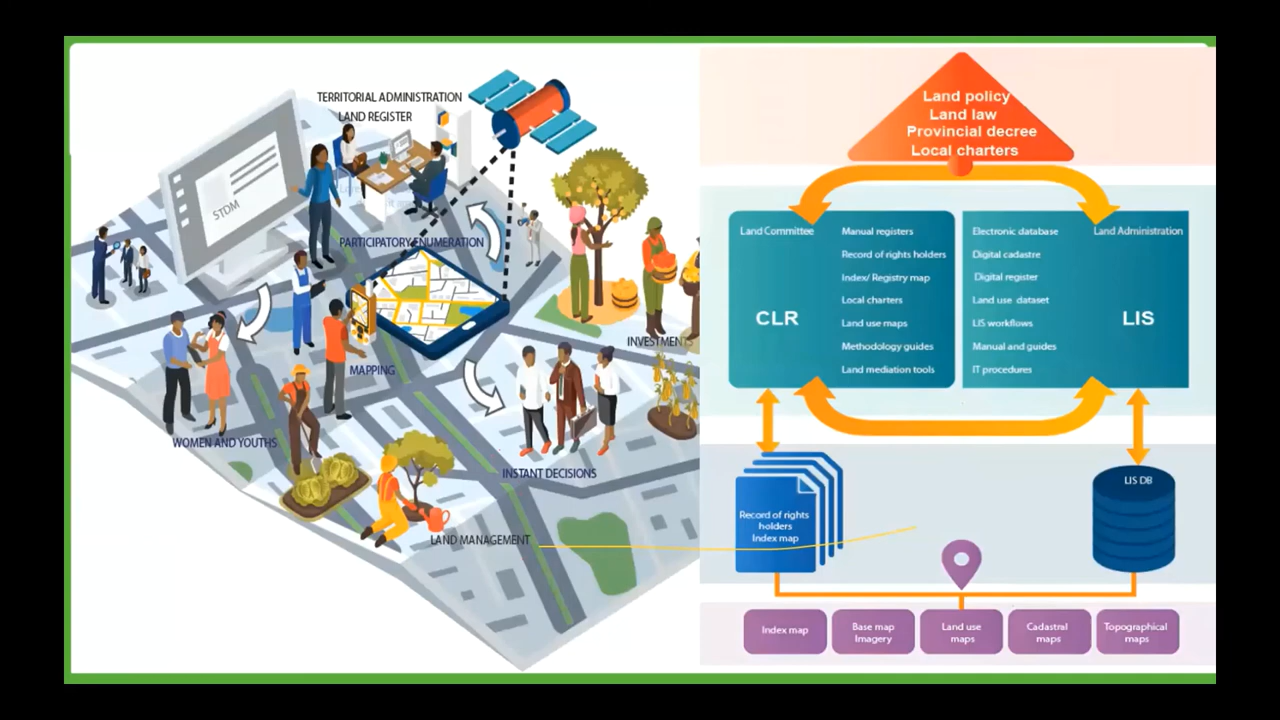 TERRITORIAL ADMINISTRATION
LAND REGISTER
STDM
PARTICIPATORY ENUMERATION
INVESTMENTS
MAPPING
WOMEN AND YOUTHS
INSTANT DECISIONS
LAND MANAGEMENT
Land policy
Land law
Provincial decree
Local charters
Land Committee
CLR
Manual registers
Record of rights holders
Index/ Registry map
Local charters
Land use maps
Methodology guides
Land mediation tools
Electronic database
Digital cadastre
Digital register
Land use dataset
LIS workflows
Manual and guides
IT procedures
Land Administration
LIS
Record of rights
holders
Index map
LIS DB
Index map
Base map
Imagery
Land use
maps
Cadastral
maps
Topographical
maps